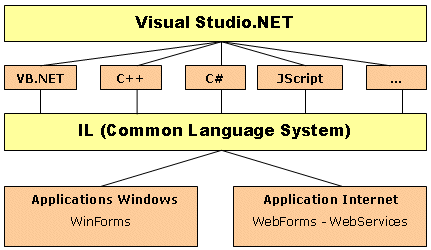 Visual Studio.NET
VB.NET C++ C# JScript ...
IL (Common Language System)
Applications Windows
WinForms
Application Internet
WebForms - WebServices